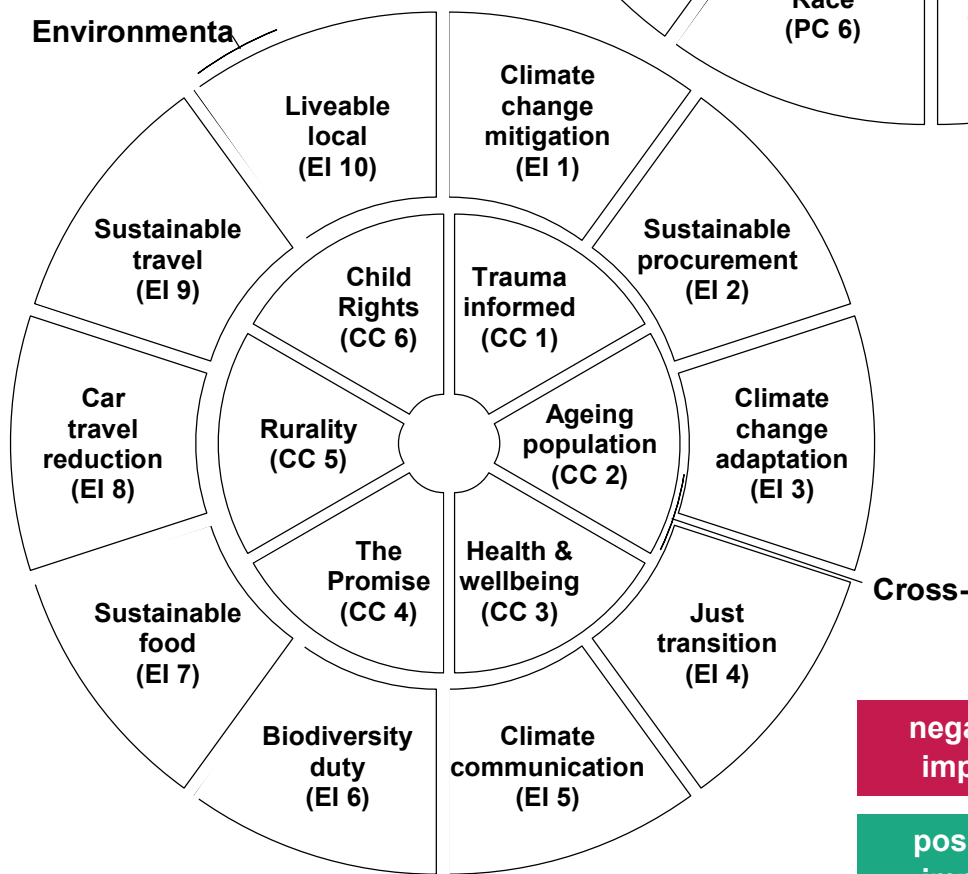 Race
(PC 6)
Environmenta
Climate
change
mitigation
(EI 1)
Sustainable
procurement
(EI 2)
Climate
change
adaptation
(EI 3)
Just
transition
(EI 4)
Climate
communication
(EI 5)
Biodiversity
duty
(EI 6)
Sustainable
food
(EI 7)
Car
travel
reduction
(EI 8)
Sustainable
travel
(EI 9)
Liveable
local
(EI 10)
Trauma
informed
(CC 1)
Ageing
population
(CC 2)
Health &
wellbeing
(CC 3)
The
Promise
(CC 4)
Rurality
(CC 5)
Child
Rights
(CC 6)
Cross-
nega
imp
pos